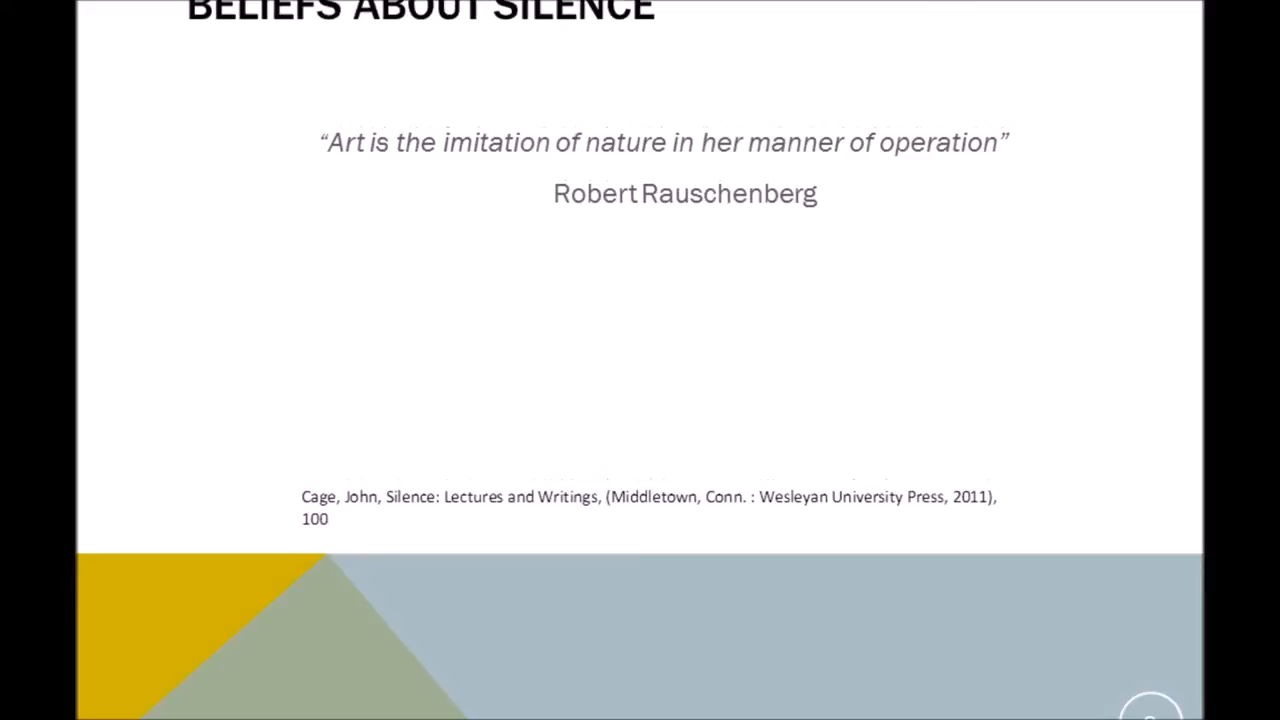 BELIEFS ABOUT SILENCE
“Art is the imitation of nature in her manner of operation”
Robert Rauschenberg
Cage, John, Silence: Lectures and Writings, (Middletown, Conn. : Wesleyan University Press, 2011),
100